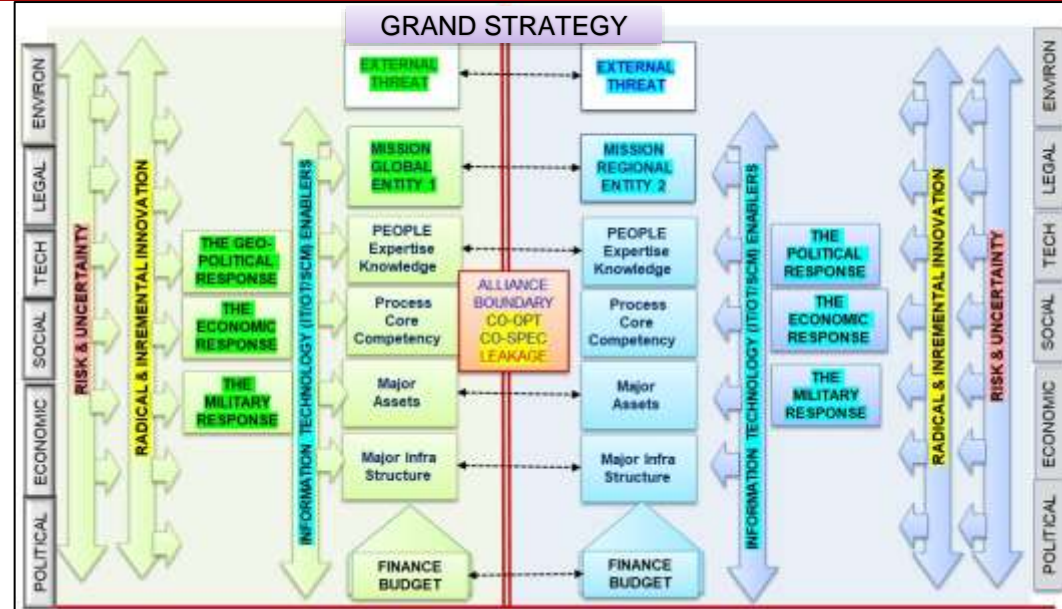 GRAND STRATEGY
ENVIRON
LEGAL
TECH
SOCIAL
ECONOMIC
POLITICAL
RISK & UNCERTAINTY
RADICAL & INREMENTAL INNOVATION
THE GEO-
POLITICAL
RESPONSE
THE
ECONOMIC
RESPONSE
THE
MILITARY
RESPONSE
INFORMATION TECHNOLOGY (IT/OT/SCM) ENABLERS
EXTERNAL
THREAT
MISSION
GLOBAL
ENTITY 1
PEOPLE
Expertise
Knowledge
Process
Core
Competency
Major
Assets
Major Infra
Structure
FINANCE
BUDGET
ALLIANCE
BOUNDARY
CO-OPT
CO-SPEC
LEAKAGE
EXTERNAL
THREAT
MISSION
REGIONAL
ENTITY 2
PEOPLE
Expertise
Knowledge
Process
Core
Competency
Major
Assets
Major Infra
Structure
FINANCE
BUDGET
INFORMATION TECHNOLOGY (IT/OT/SCM) ENABLERS
THE
POLITICAL
RESPONSE
THE
ECONOMIC
RESPONSE
THE
MILITARY
RESPONSE
RADICAL & INREMENTAL INNOVATION
RISK & UNCERTAINTY
ENVIRON
LEGAL
TECH
SOCIAL
ECONOMIC
POLITICAL